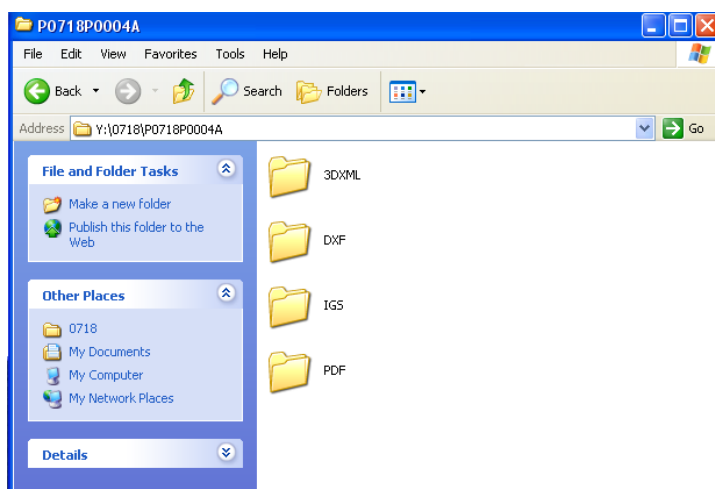 P0718P0004A
File Edit View Favorites Tools Help
Back Search Folders
Address Y:\0718\P0718P0004A Go
File and Folder Tasks
Make a new folder
Publish this folder to the
Web
Other Places
0718
My Documents
My Computer
My Network Places
Details
3DXML
DXF
IGS
PDF